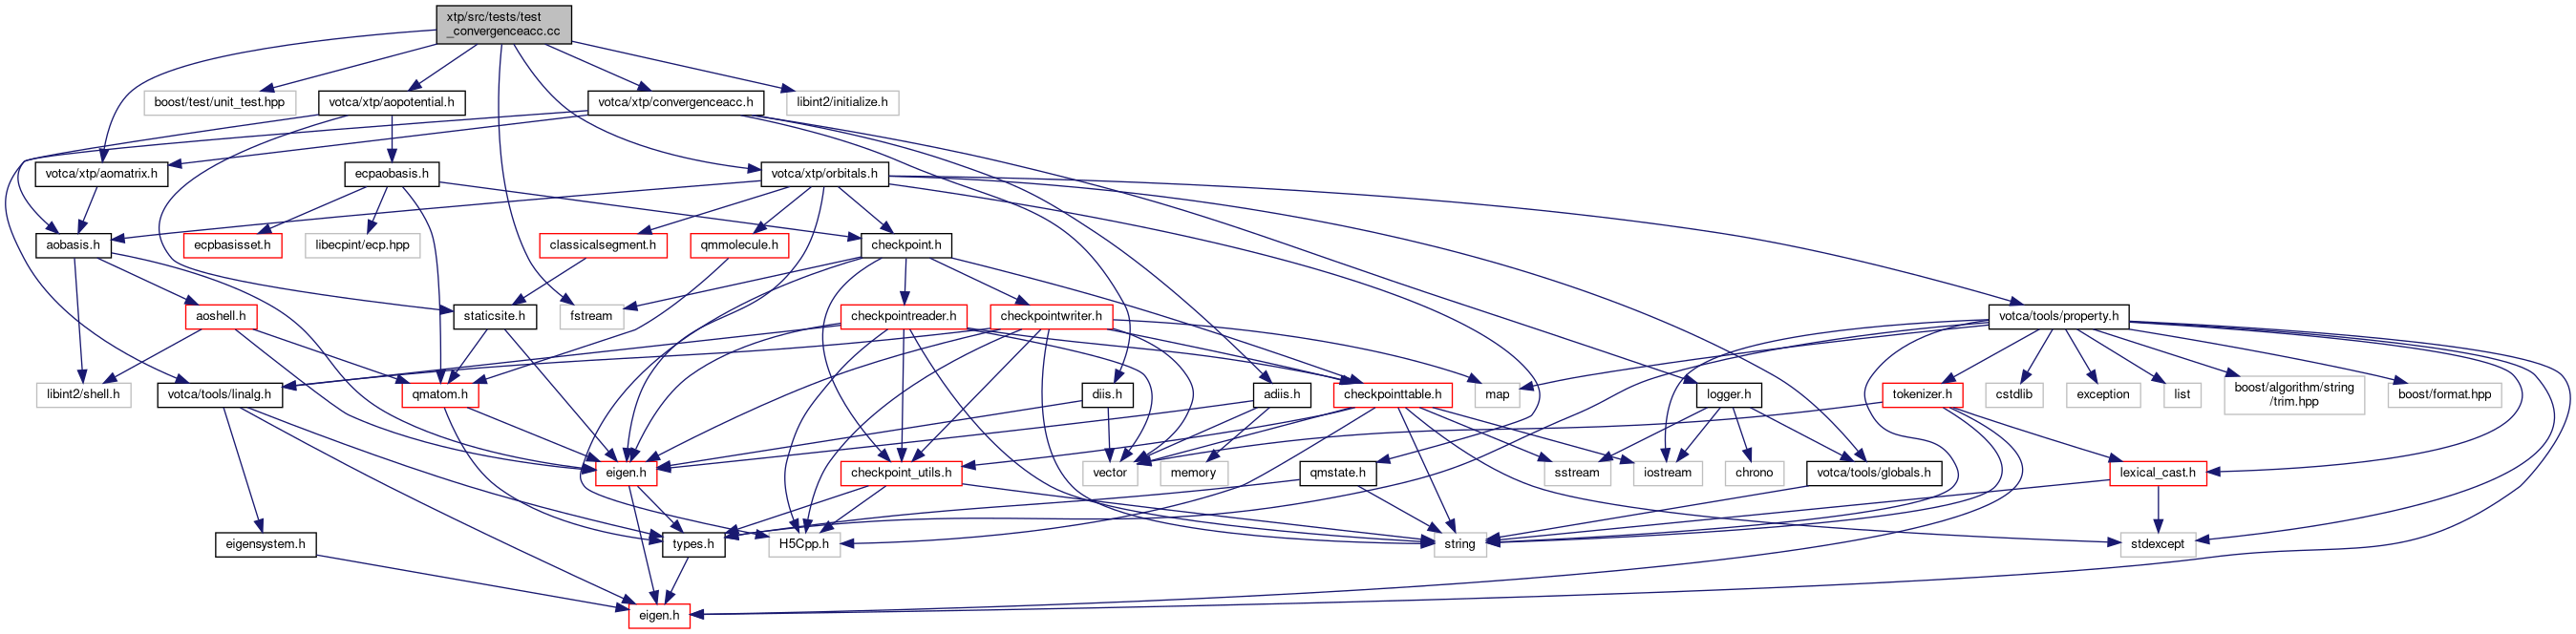 xtp/src/tests/test
_convergenceacc.cc
boost/test/unit_test.hpp
votca/xtp/aopotential.h
votca/xtp/convergenceacc.h
libint2/initialize.h
votca/xtp/aomatrix.h
ecpaobasis.h
votca/xtp/orbitals.h
aobasis.h
ecpbasisset.h
libecpint/ecp.hpp
classicalsegment.h
qmmolecule.h
checkpoint.h
aoshell.h
staticsite.h
fstream
checkpointreader.h
checkpointwriter.h
votca/tools/property.h
libint2/shell.h
votca/tools/linalg.h
qmatom.h
diis.h
adiis.h
checkpointtable.h
map
logger.h
tokenizer.h
cstdlib
exception
list
boost/algorithm/string
/trim.hpp
boost/format.hpp
eigen.h
checkpoint_utils.h
vector
memory
qmstate.h
sstream
iostream
chrono
votca/tools/globals.h
lexical_cast.h
eigensystem.h
types.h
H5Cpp.h
string
stdexcept
eigen.h